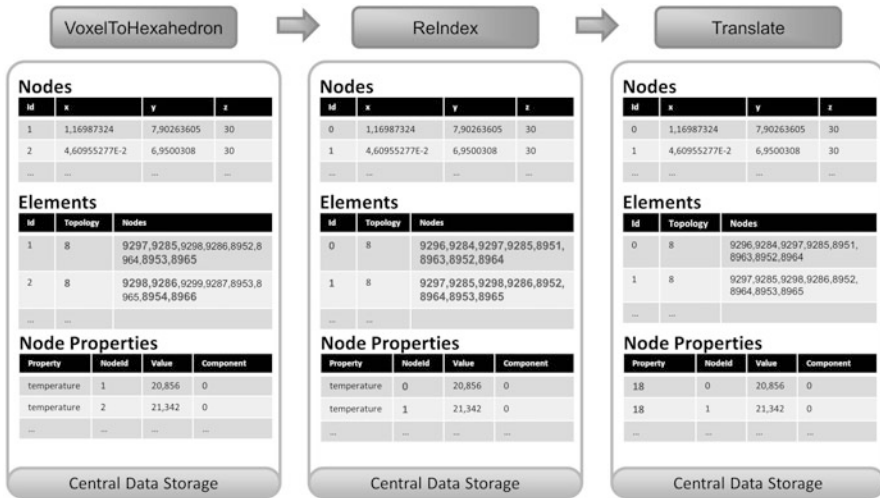 VoxelToHexahedron
ReIndex
Translate
Nodes
Id x y z
1 1,16987324 7,90263605 30
2 4,60955277E-2 6,9500308 30
... ... ... ...
Elements
Id Topology Nodes
1 8 9297,9285,9298,9286,8952,8
964,8953,8965
2 8 9298,9286,9299,9287,8953,8
965,8954,8966
... ...
Node Properties
Property NodeId Value Component
temperature 1 20,856 0
temperature 2 21,342 0
... ... ... ...
Central Data Storage
Nodes
Id x y z
0 1,16987324 7,90263605 30
1 4,60955277E-2 6,9500308 30
... ... ... ...
Elements
Id Topology Nodes
0 8 9296,9284,9297,9285,8951,
8963,8952,8964
1 8 9297,9285,9298,9286,8952,
8964,8953,8965
... ...
Node Properties
Property NodeId Value Component
temperature 0 20,856 0
temperature 1 21,342 0
... ... ... ...
Central Data Storage
Nodes
Id x y z
0 1,16987324 7,90263605 30
1 4,60955277E-2 6,9500308 30
... ... ... ...
Elements
Id Topology Nodes
0 8 9296,9284,9297,9285,8951,
8963,8952,8964
1 8 9297,9285,9298,9286,8952,
8964,8953,8965
... ...
Node Properties
Property NodeId Value Component
18 0 20,856 0
18 1 21,342 0
... ... ... ...
Central Data Storage